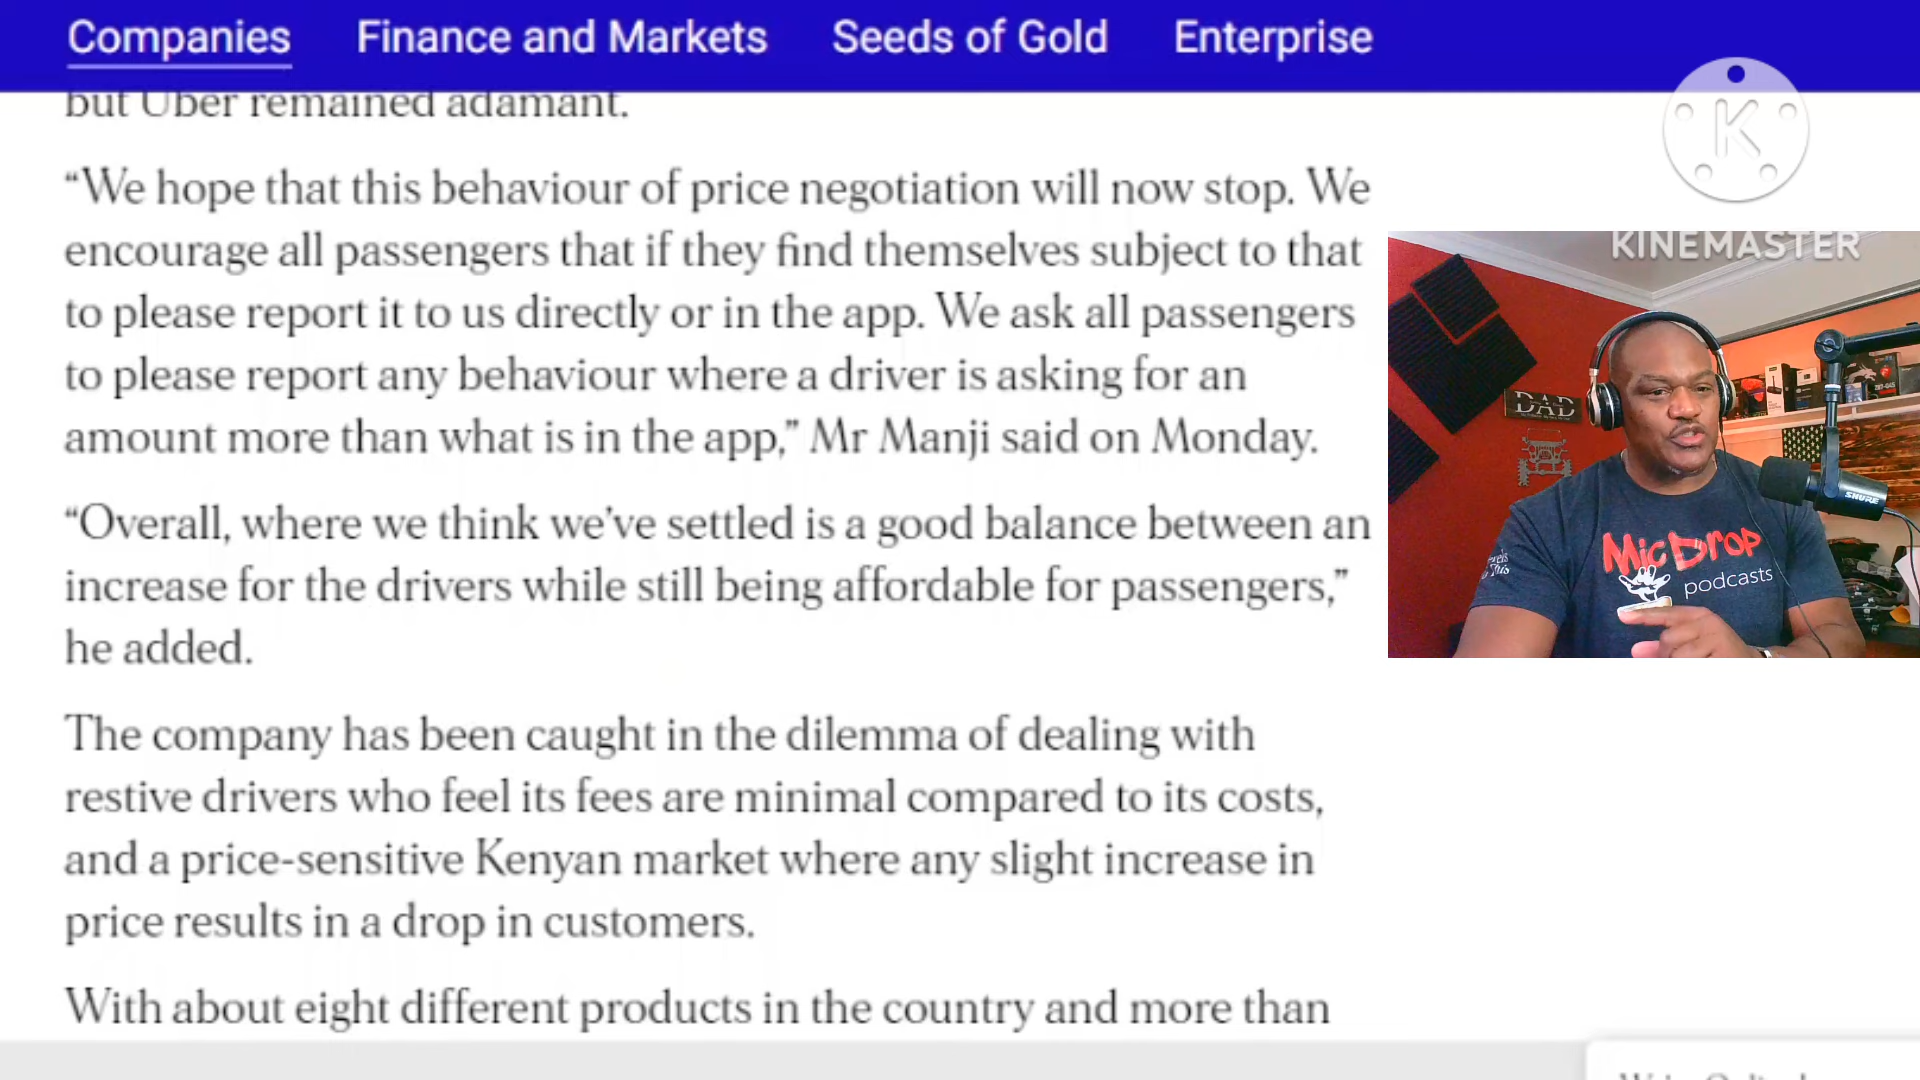 Companies Finance and Markets Seeds of Gold Enterprise
but Uber remained adamant.
“We hope that this behaviour of price negotiation will now stop. We
encourage all passengers that if they find themselves subject to that
to please report it to us directly or in the app. We ask all passengers
to please report any behaviour where a driver is asking for an
amount more than what is in the app,” Mr Manji said on Monday.
“Overall, where we think we’ve settled is a good balance between an
increase for the drivers while still being affordable for passengers,”
he added.
The company has been caught in the dilemma of dealing with
restive drivers who feel its fees are minimal compared to its costs,
and a price-sensitive Kenyan market where any slight increase in
price results in a drop in customers.
With about eight different products in the country and more than
K
KINEMASTER
DAD
SHURE
MicDrop
podcasts